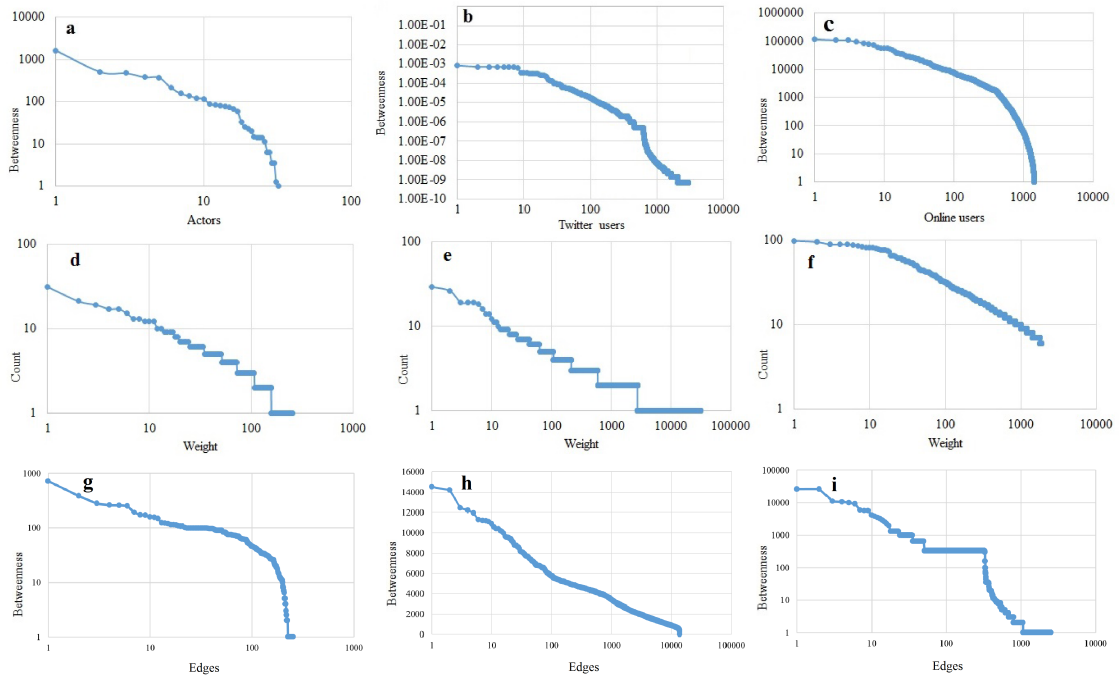 a
10000
1000
100
10
1
1
10
100
Betweenness
Actors
b
1.00E-01
1.00E-02
1.00E-03
1.00E-04
1.00E-05
1.00E-06
1.00E-07
1.00E-08
1.00E-09
1.00E-10
1
10
100
1000
10000
Betweenness
Twitter users
c
1000000
100000
10000
1000
100
10
1
1
10
100
1000
10000
Betweenness
Online users
d
100
10
1
1
10
100
1000
Count
Weight
e
100
10
1
1
10
100
1000
10000
100000
Count
Weight
f
100
10
1
1
10
100
1000
10000
Count
Weight
g
1000
100
10
1
1
10
100
1000
Betweenness
Edges
h
16000
14000
12000
10000
8000
6000
4000
2000
0
1
10
100
1000
10000
100000
Betweenness
Edges
i
100000
10000
1000
100
10
1
1
10
100
1000
10000
Betweenness
Edges